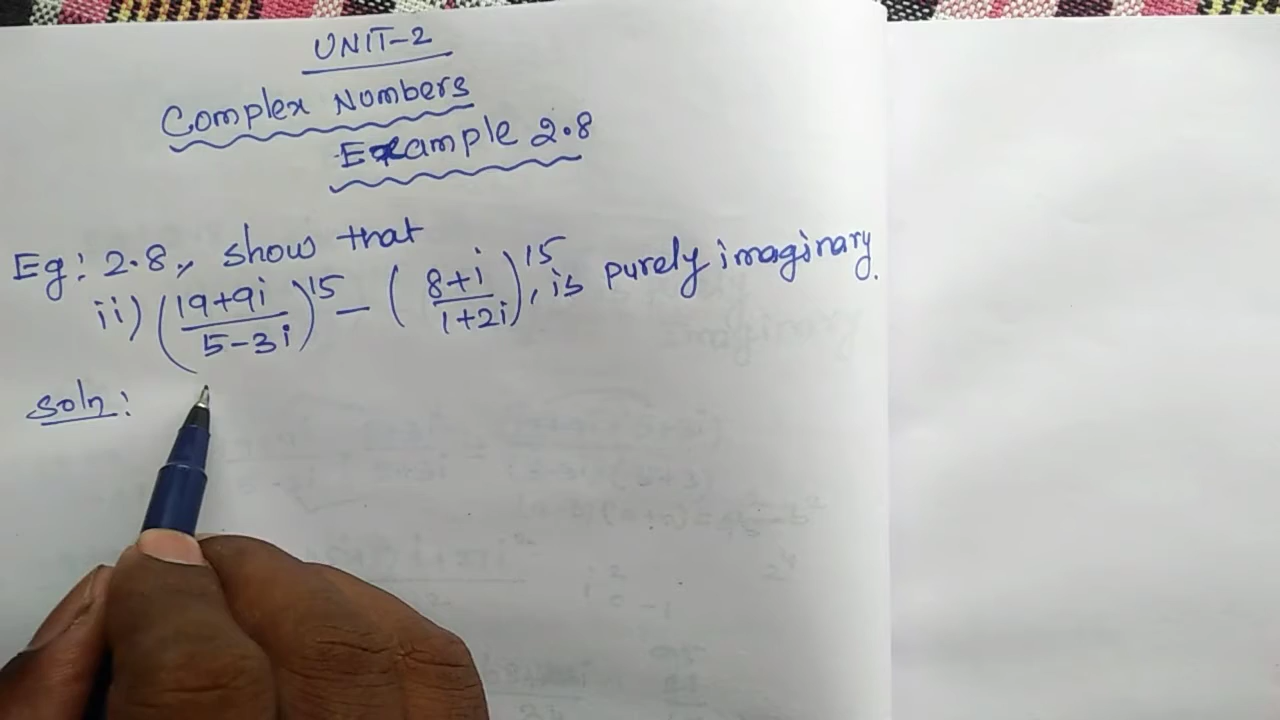 UNIT-2
Complex Numbers
Example 2.8
Eg: 2.8, show that
ii) (19+9i / 5-3i)^15 - (8+i / 1+2i)^15, is purely imaginary.
Soln: